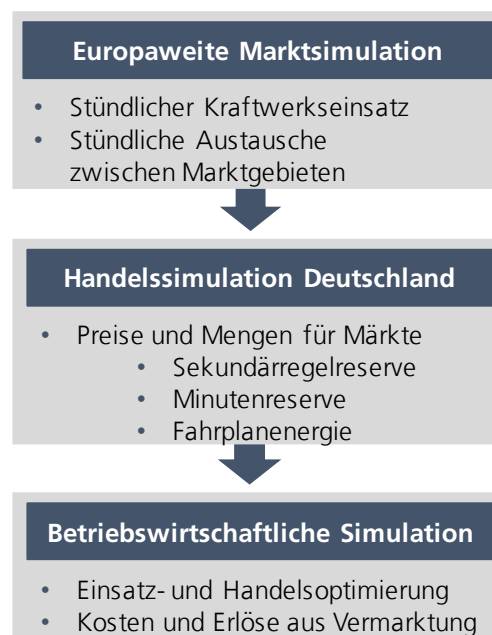 Europaweite Marktsimulation
• Stündlicher Kraftwerkseinsatz
• Stündliche Austausche
zwischen Marktgebieten
Handelssimulation Deutschland
• Preise und Mengen für Märkte
• Sekundärregelreserve
• Minutenreserve
• Fahrplanenergie
Betriebswirtschaftliche Simulation
• Einsatz- und Handelsoptimierung
• Kosten und Erlöse aus Vermarktung